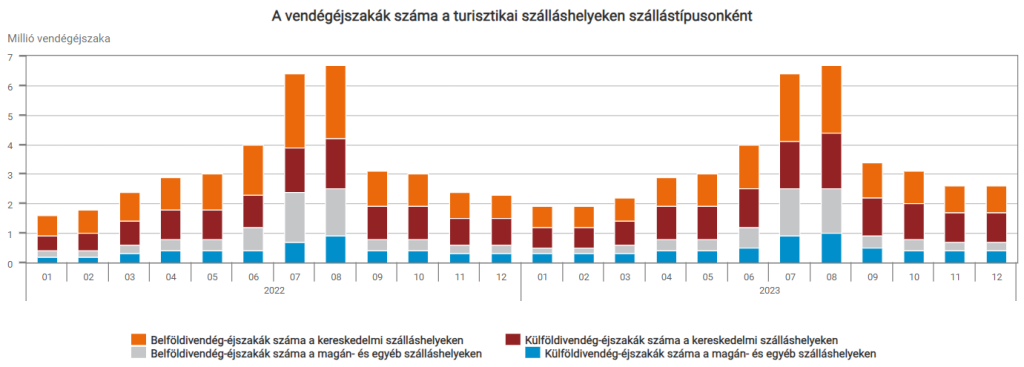 A vendégéjszakák száma a turisztikai szálláshelyeken szállástípusonként
Millió vendégéjszaka
7
6
5
4
3
2
1
0
01 02 03 04 05 06 07 08 09 10 11 12 01 02 03 04 05 06 07 08 09 10 11 12
2022 2023
Belföldivendég-éjszakák száma a kereskedelmi szálláshelyeken Külföldivendég-éjszakák száma a kereskedelmi szálláshelyeken
Belföldivendég-éjszakák száma a magán- és egyéb szálláshelyeken Külföldivendég-éjszakák száma a magán- és egyéb szálláshelyeken